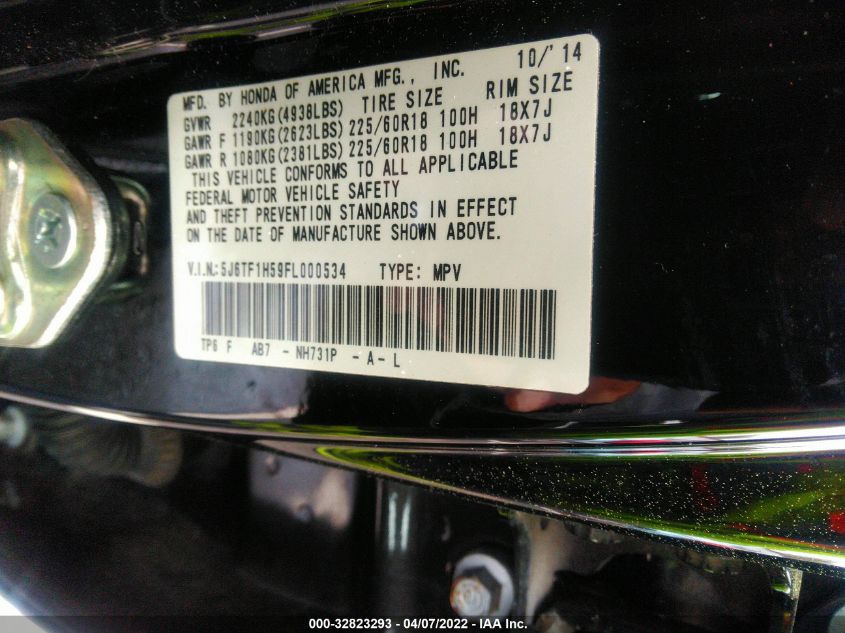 10/'14
MFD. BY HONDA OF AMERICA MFG., INC.
GVWR 2240KG(4938LBS) TIRE SIZE RIM SIZE
GAWR F 1190KG(2623LBS) 225/60R18 100H 18X7J
GAWR R 1080KG(2381LBS) 225/60R18 100H 18X7J
THIS VEHICLE CONFORMS TO ALL APPLICABLE
FEDERAL MOTOR VEHICLE SAFETY
AND THEFT PREVENTION STANDARDS IN EFFECT
ON THE DATE OF MANUFACTURE SHOWN ABOVE.
V.I.N.:5J6TF1H59FL000534 TYPE: MPV
TP6 F AB7 - NH731P - A - L
000-32823293 - 04/07/2022 - IAA Inc.